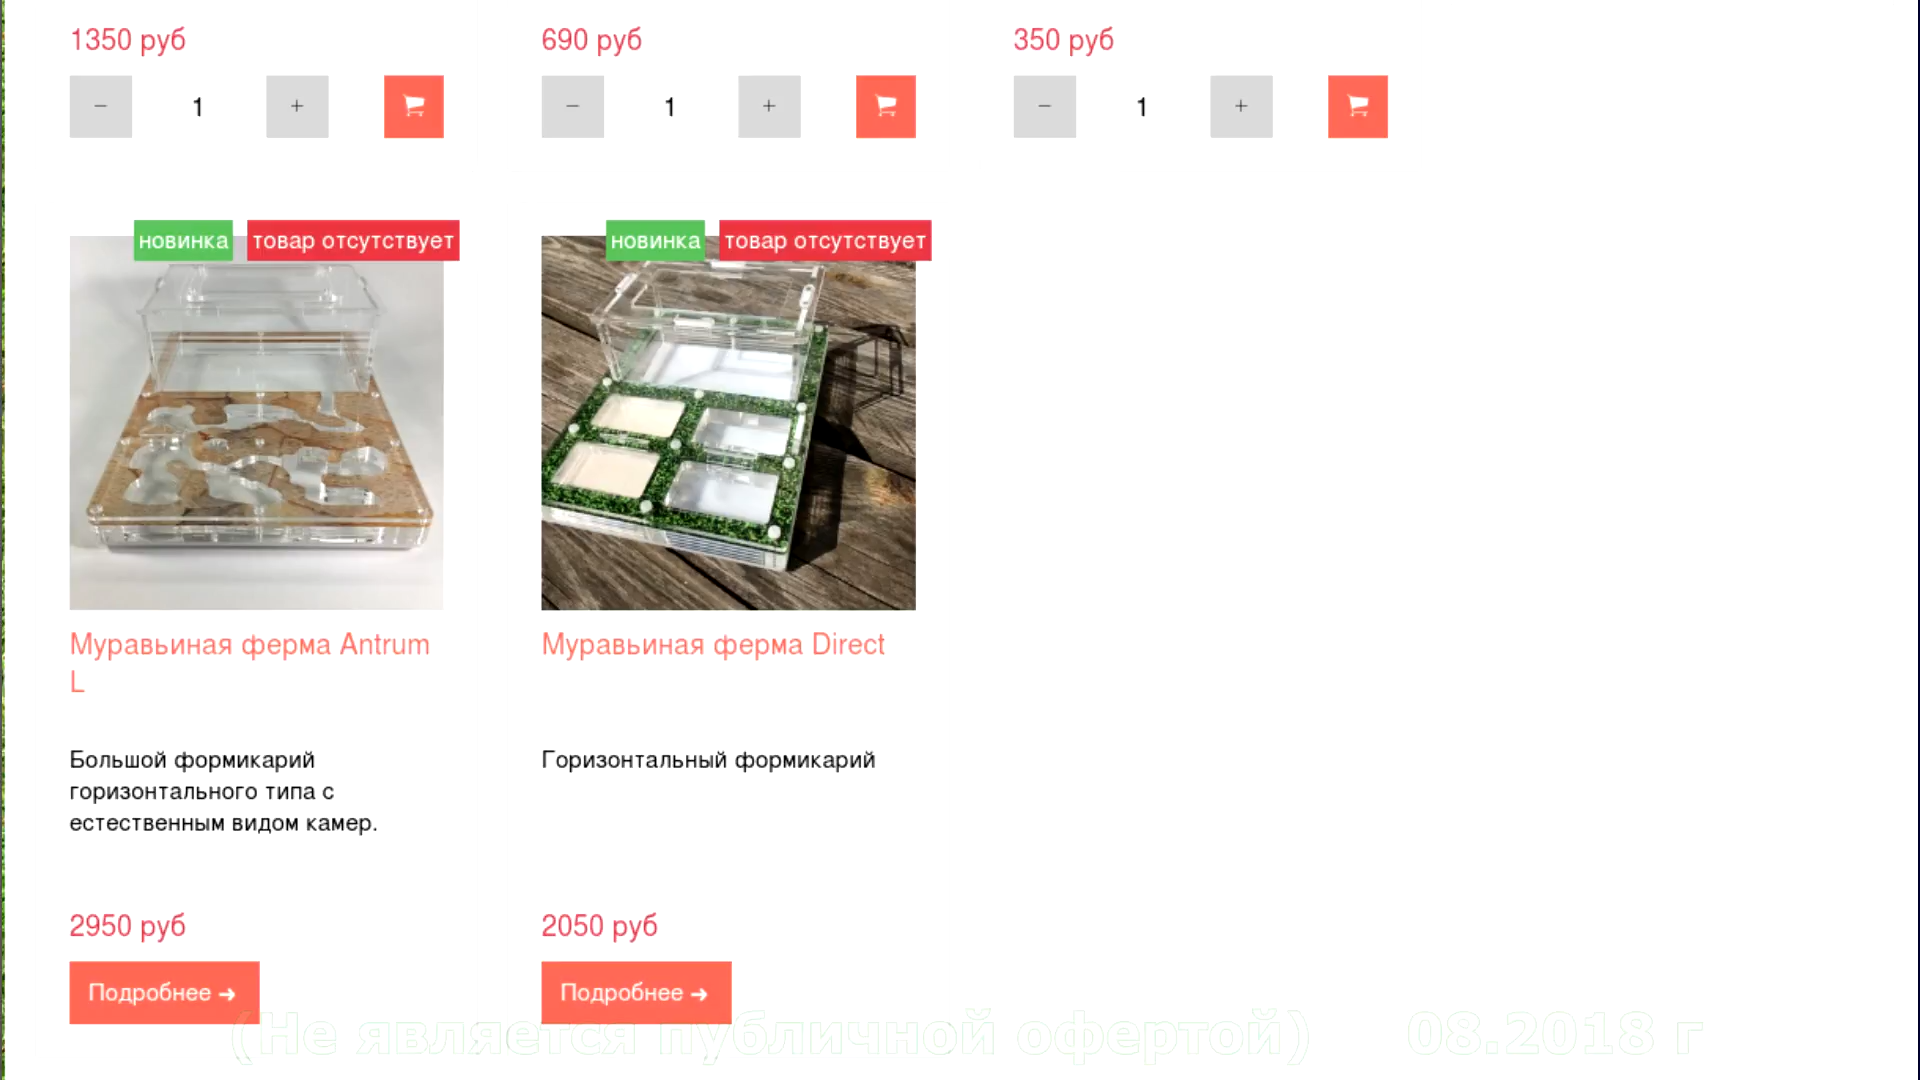 1350 руб
690 руб
350 руб
− 1 +
− 1 +
− 1 +
новинка товар отсутствует
новинка товар отсутствует
Муравьиная ферма Antrum
L
Большой формикарий
горизонтального типа с
естественным видом камер.
2950 руб
Подробнее →
Муравьиная ферма Direct
Горизонтальный формикарий
2050 руб
Подробнее →
(Не является публичной офертой) 08.2018 г